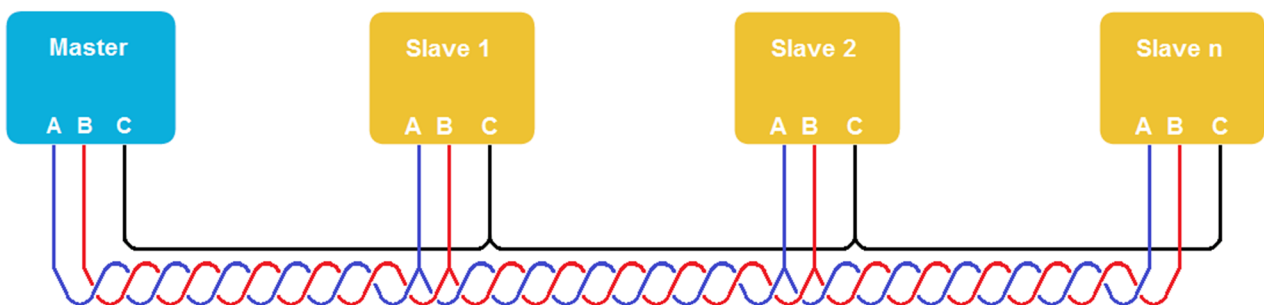 Master
Slave 1
Slave 2
Slave n
A B C
A B C
A B C
A B C